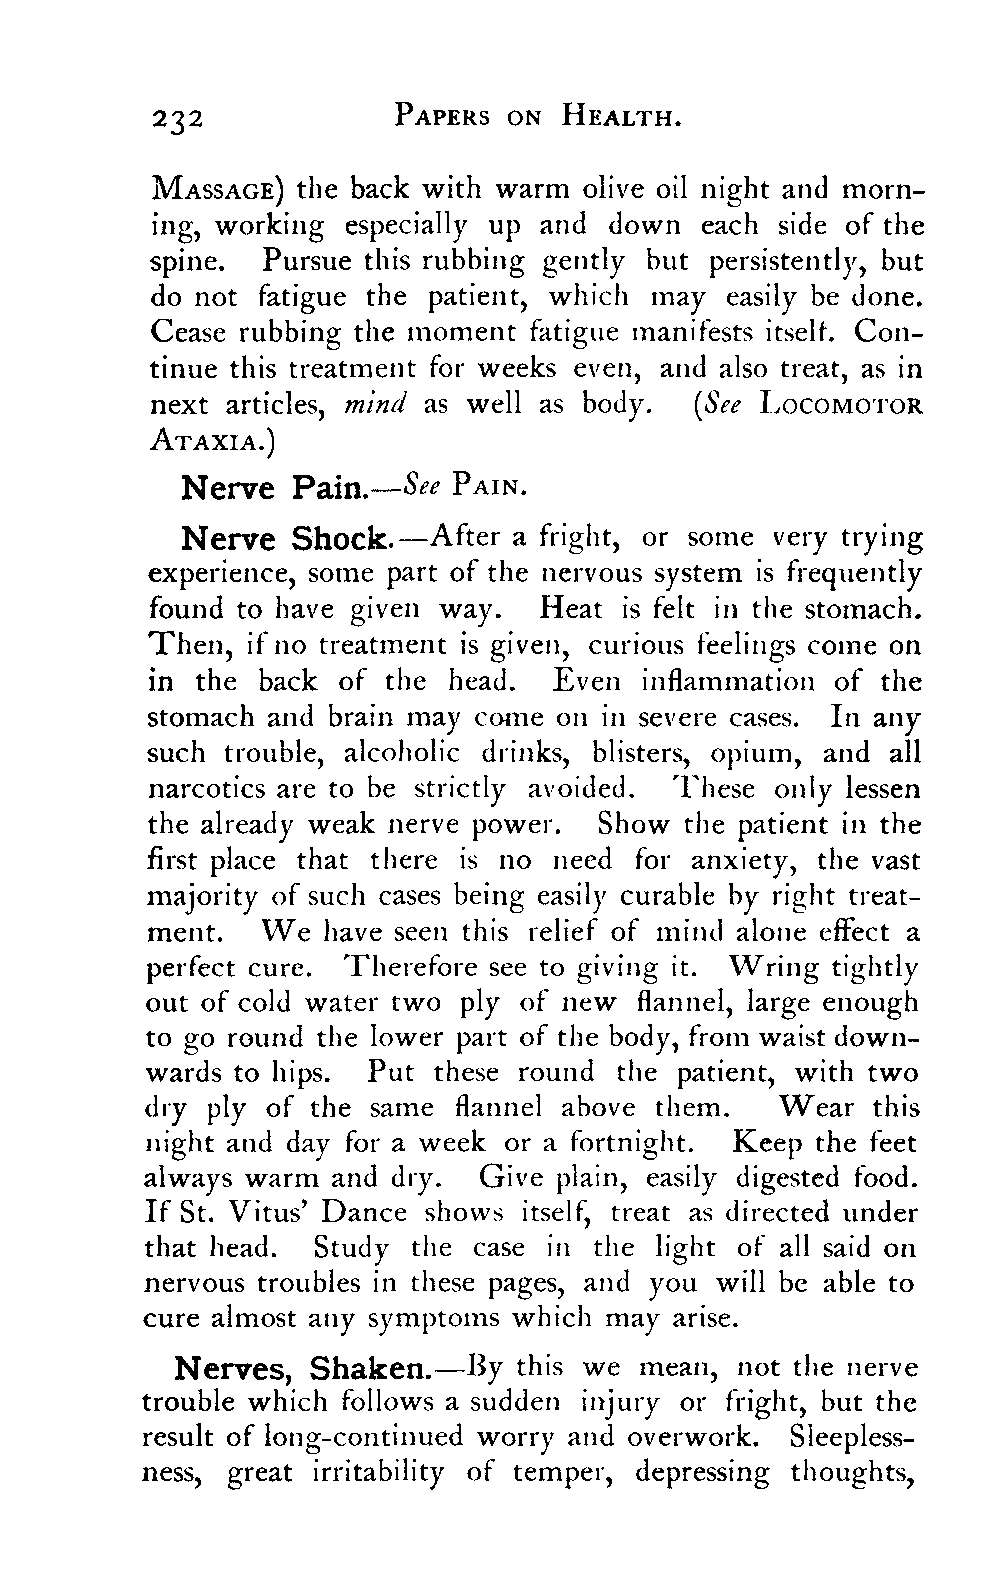 232 PAPERS ON HEALTH.
MASSAGE) the back with warm olive oil night and morn-
ing, working especially up and down each side of the
spine. Pursue this rubbing gently but persistently, but
do not fatigue the patient, which may easily be done.
Cease rubbing the moment fatigue manifests itself. Con-
tinue this treatment for weeks even, and also treat, as in
next articles, mind as well as body. (See LOCOMOTOR
ATAXIA.)
Nerve Pain.—See PAIN.
Nerve Shock.—After a fright, or some very trying
experience, some part of the nervous system is frequently
found to have given way. Heat is felt in the stomach.
Then, if no treatment is given, curious feelings come on
in the back of the head. Even inflammation of the
stomach and brain may come on in severe cases. In any
such trouble, alcoholic drinks, blisters, opium, and all
narcotics are to be strictly avoided. These only lessen
the already weak nerve power. Show the patient in the
first place that there is no need for anxiety, the vast
majority of such cases being easily curable by right treat-
ment. We have seen this relief of mind alone effect a
perfect cure. Therefore see to giving it. Wring tightly
out of cold water two ply of new flannel, large enough
to go round the lower part of the body, from waist down-
wards to hips. Put these round the patient, with two
dry ply of the same flannel above them. Wear this
night and day for a week or a fortnight. Keep the feet
always warm and dry. Give plain, easily digested food.
If St. Vitus' Dance shows itself, treat as directed under
that head. Study the case in the light of all said on
nervous troubles in these pages, and you will be able to
cure almost any symptoms which may arise.
Nerves, Shaken.—By this we mean, not the nerve
trouble which follows a sudden injury or fright, but the
result of long-continued worry and overwork. Sleepless-
ness, great irritability of temper, depressing thoughts,